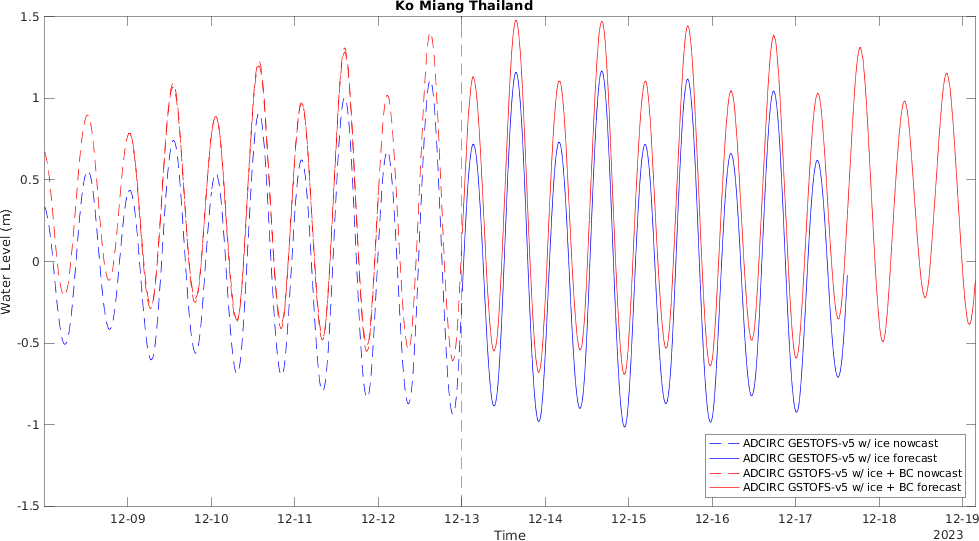 Ko Miang Thailand
1.5
1
0.5
0
-0.5
-1
-1.5
Water Level (m)
ADCIRC GESTOFS-v5 w/ ice nowcast
ADCIRC GESTOFS-v5 w/ ice forecast
ADCIRC GSTOFS-v5 w/ ice + BC nowcast
ADCIRC GSTOFS-v5 w/ ice + BC forecast
12-09 12-10 12-11 12-12 12-13 12-14 12-15 12-16 12-17 12-18 12-19
Time
2023